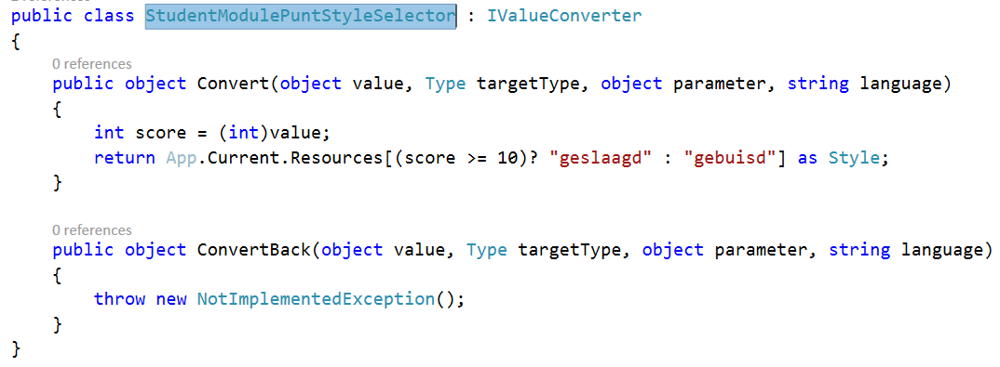 public class StudentModulePuntStyleSelector : IValueConverter
{
0 references
public object Convert(object value, Type targetType, object parameter, string language)
{
int score = (int)value;
return App.Current.Resources[(score >= 10)? "geslaagd" : "gebuisd"] as Style;
}
0 references
public object ConvertBack(object value, Type targetType, object parameter, string language)
{
throw new NotImplementedException();
}
}